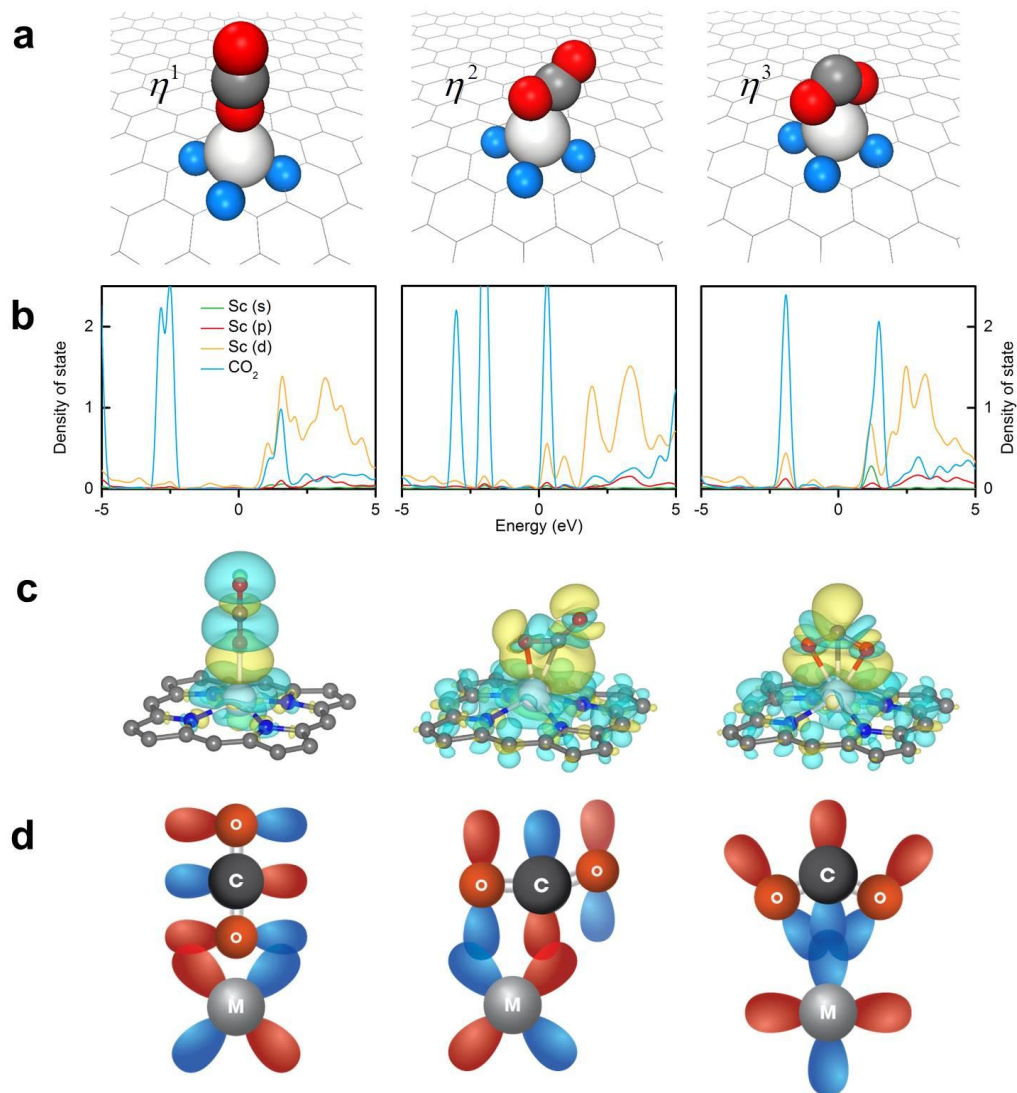 a
η¹
η²
η³
b
Density of state
2
1
0
Sc (s)
Sc (p)
Sc (d)
CO₂
2
1
0
Density of state
-5 0 5
-5 0 5
-5 0 5
Energy (eV)
c
d
O
C
O
M
O C O
M
C
O O
M